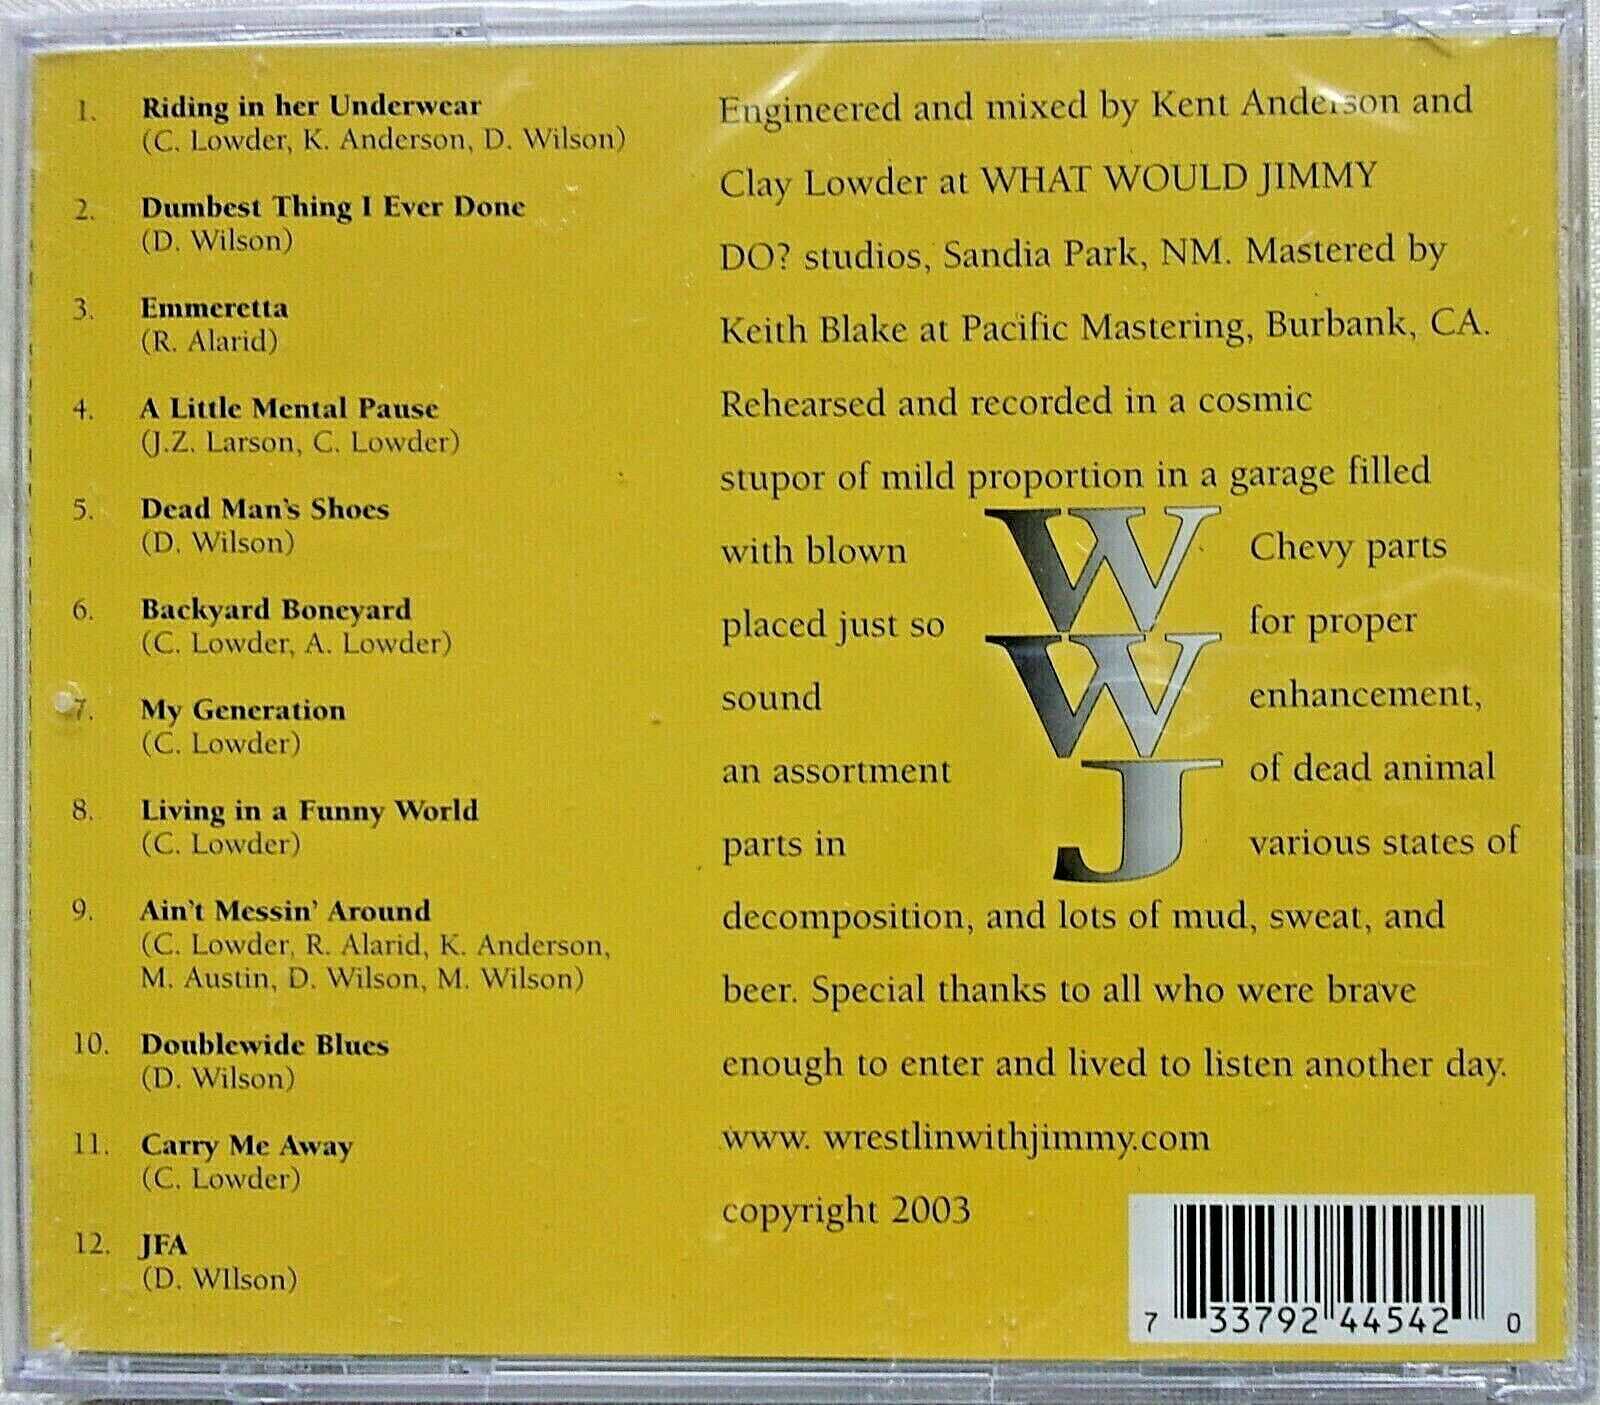 1. Riding in her Underwear
(C. Lowder, K. Anderson, D. Wilson)
2. Dumbest Thing I Ever Done
(D. Wilson)
3. Emmeretta
(R. Alarid)
4. A Little Mental Pause
(J.Z. Larson, C. Lowder)
5. Dead Man's Shoes
(D. Wilson)
6. Backyard Boneyard
(C. Lowder, A. Lowder)
7. My Generation
(C. Lowder)
8. Living in a Funny World
(C. Lowder)
9. Ain't Messin' Around
(C. Lowder, R. Alarid, K. Anderson,
M. Austin, D. Wilson, M. Wilson)
10. Doublewide Blues
(D. Wilson)
11. Carry Me Away
(C. Lowder)
12. JFA
(D. WIlson)
Engineered and mixed by Kent Anderson and
Clay Lowder at WHAT WOULD JIMMY
DO? studios, Sandia Park, NM. Mastered by
Keith Blake at Pacific Mastering, Burbank, CA.
Rehearsed and recorded in a cosmic
stupor of mild proportion in a garage filled
with blown Chevy parts
placed just so for proper
sound enhancement,
an assortment of dead animal
parts in various states of
W
W
J
decomposition, and lots of mud, sweat, and
beer. Special thanks to all who were brave
enough to enter and lived to listen another day.
www. wrestlinwithjimmy.com
copyright 2003
7 33792 44542 0